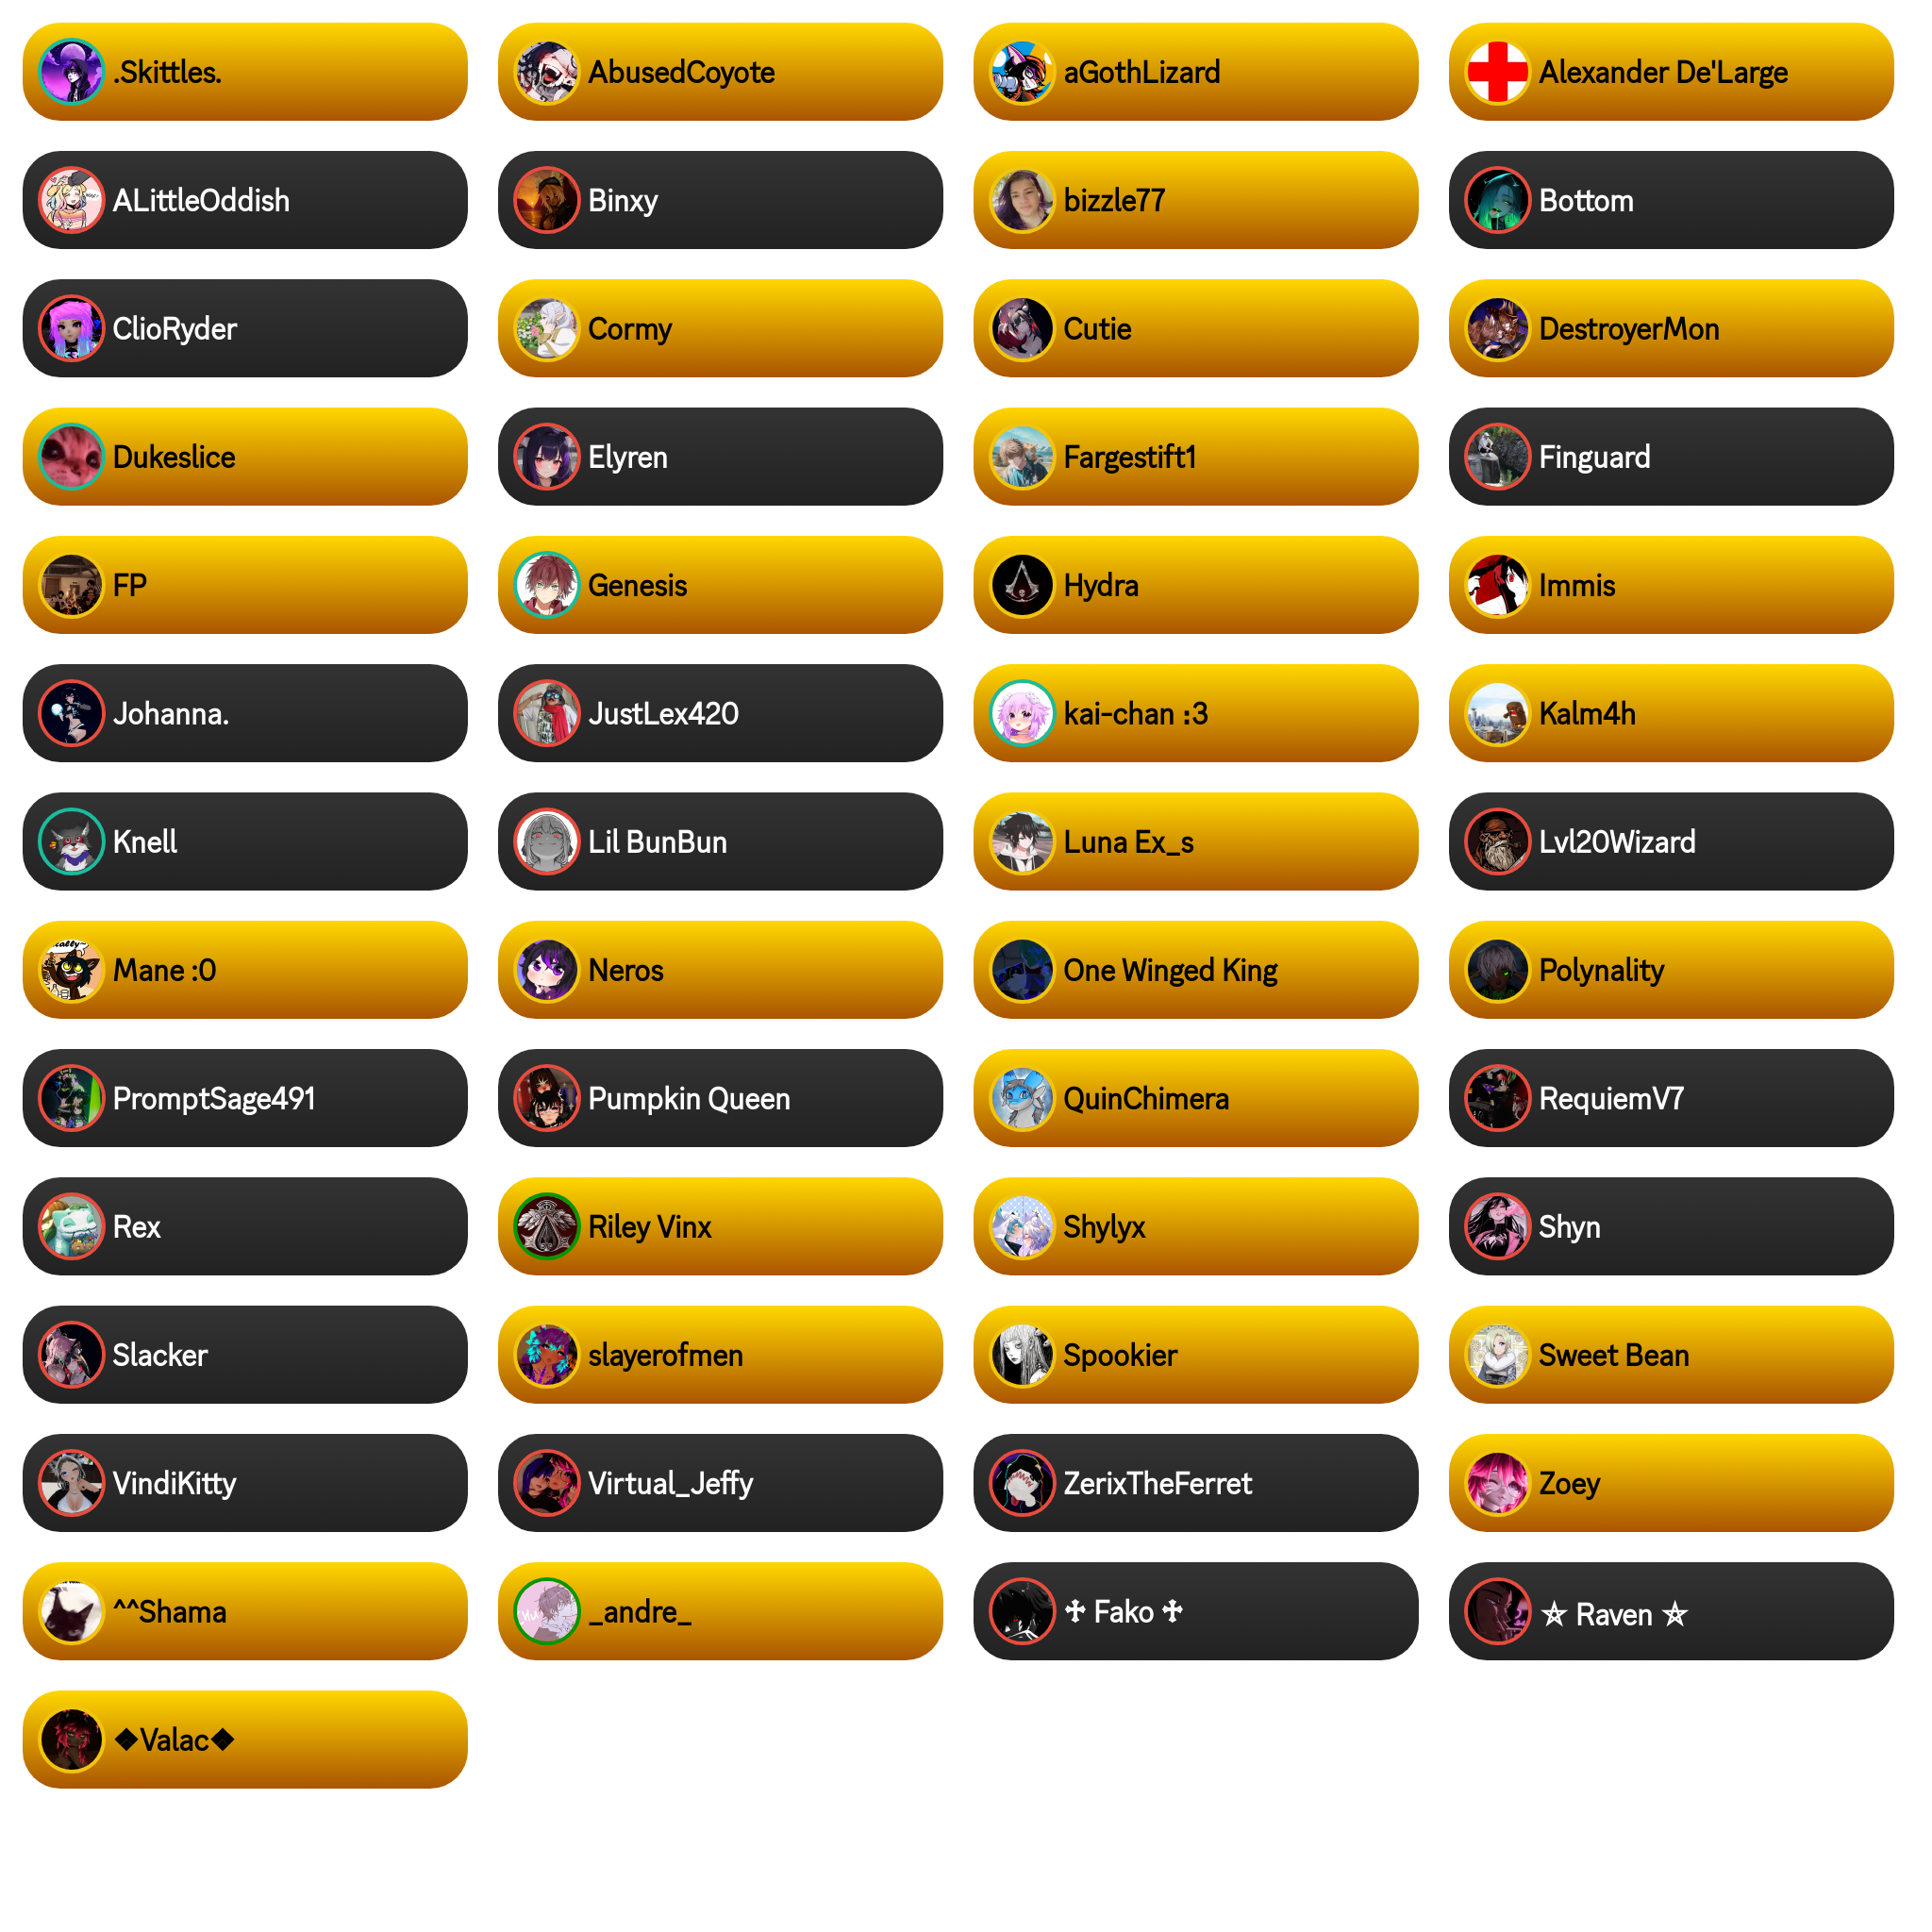 .Skittles.
AbusedCoyote
aGothLizard
Alexander De'Large
ALittleOddish
Binxy
bizzle77
Bottom
ClioRyder
Cormy
Cutie
DestroyerMon
Dukeslice
Elyren
Fargestift1
Finguard
FP
Genesis
Hydra
Immis
Johanna.
JustLex420
kai-chan :3
Kalm4h
Knell
Lil BunBun
Luna Ex_s
Lvl20Wizard
Mane :0
Neros
One Winged King
Polynality
PromptSage491
Pumpkin Queen
QuinChimera
RequiemV7
Rex
Riley Vinx
Shylyx
Shyn
Slacker
slayerofmen
Spookier
Sweet Bean
VindiKitty
Virtual_Jeffy
ZerixTheFerret
Zoey
^^Shama
_andre_
♱ Fako ♱
⛧ Raven ⛧
❖Valac❖